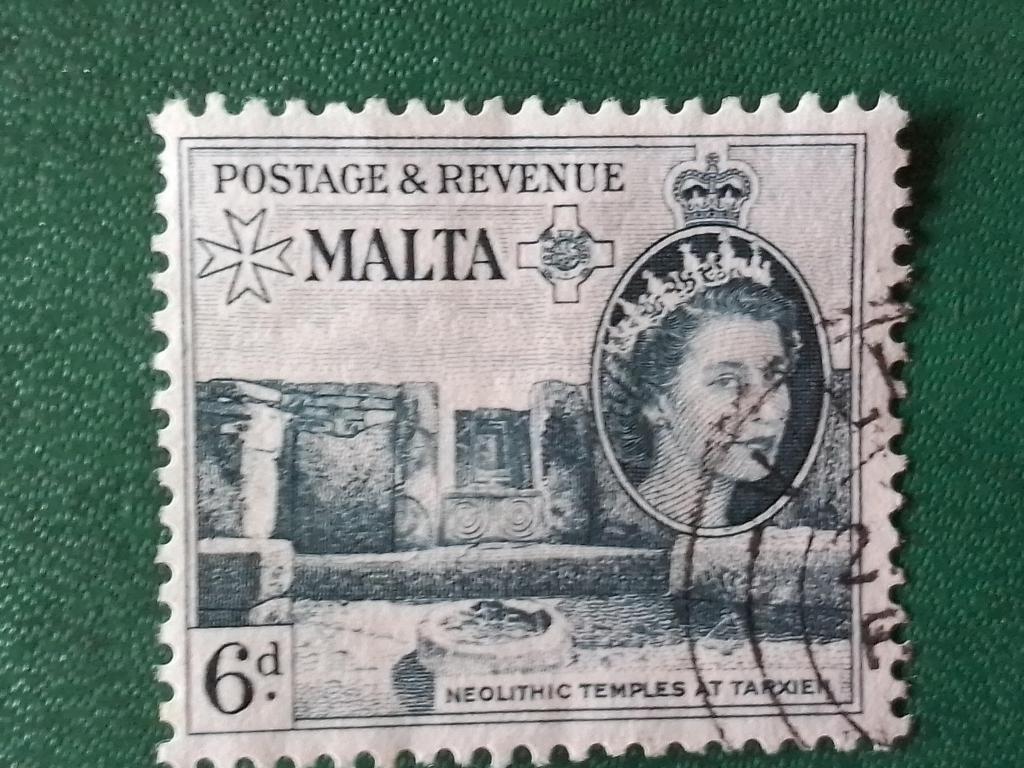 POSTAGE & REVENUE
MALTA
6d.
NEOLITHIC TEMPLES AT TARXIEN